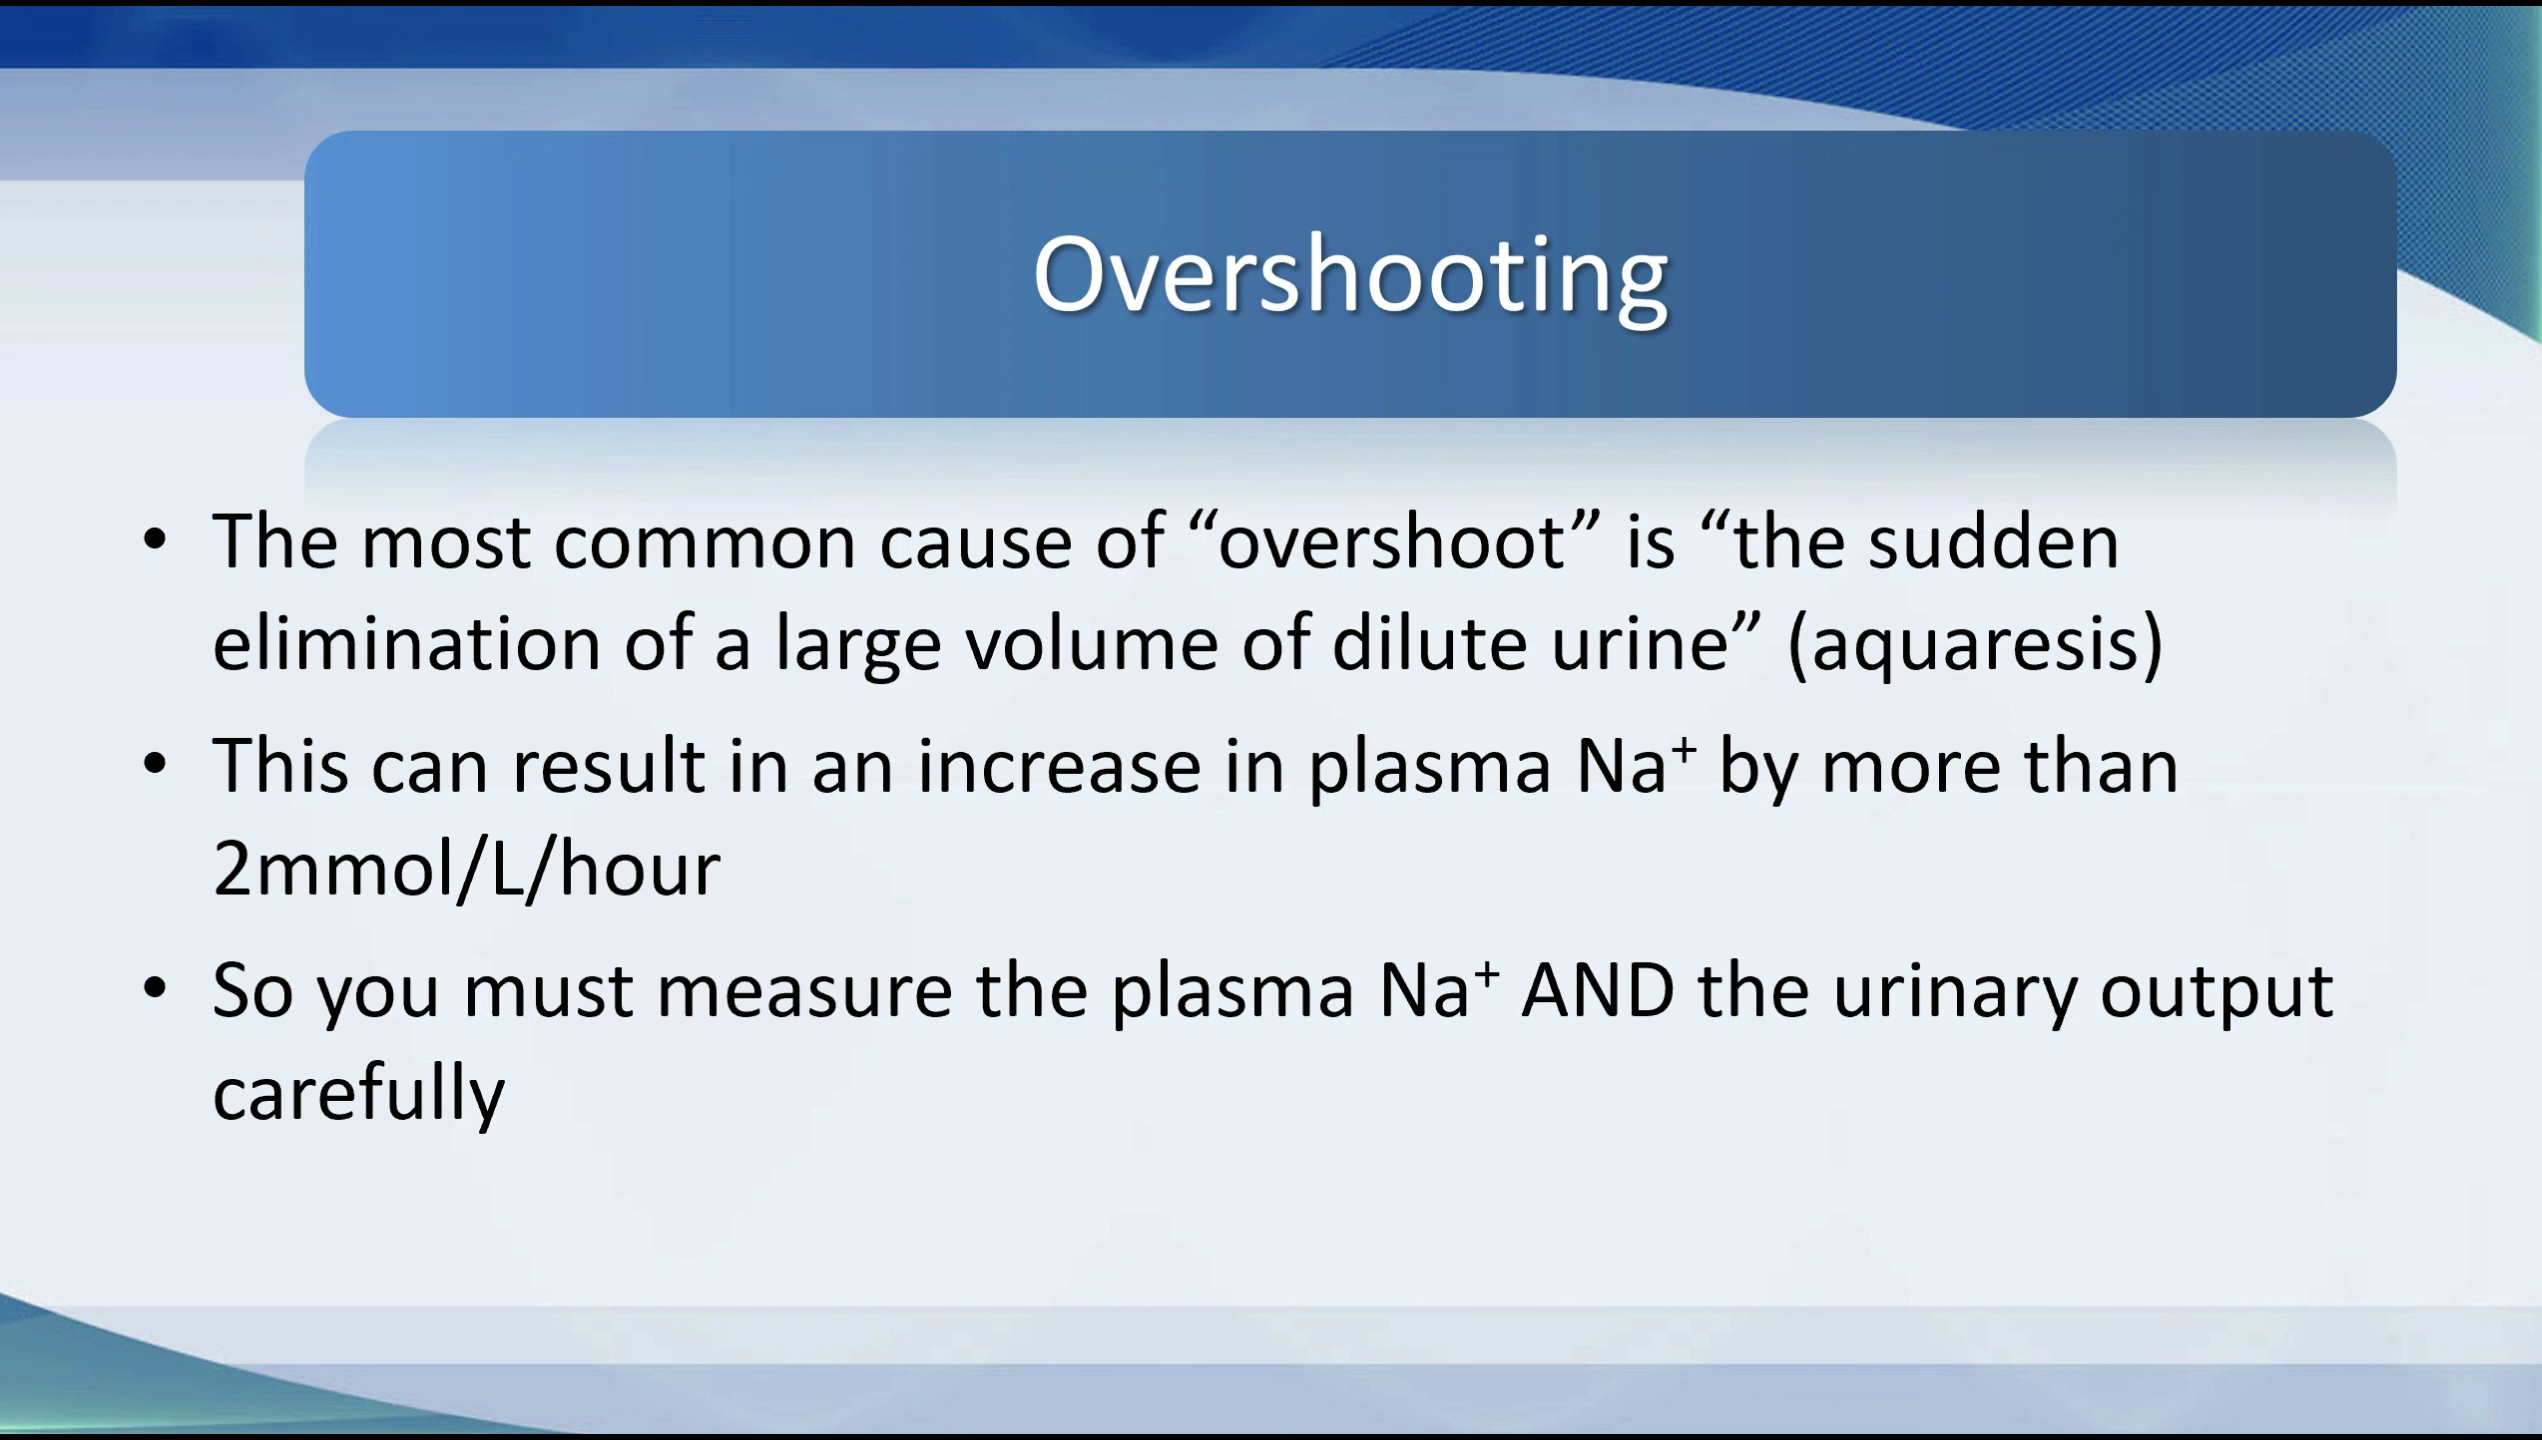 Overshooting
• The most common cause of “overshoot” is “the sudden
elimination of a large volume of dilute urine” (aquaresis)
• This can result in an increase in plasma Na⁺ by more than
2mmol/L/hour
• So you must measure the plasma Na⁺ AND the urinary output
carefully